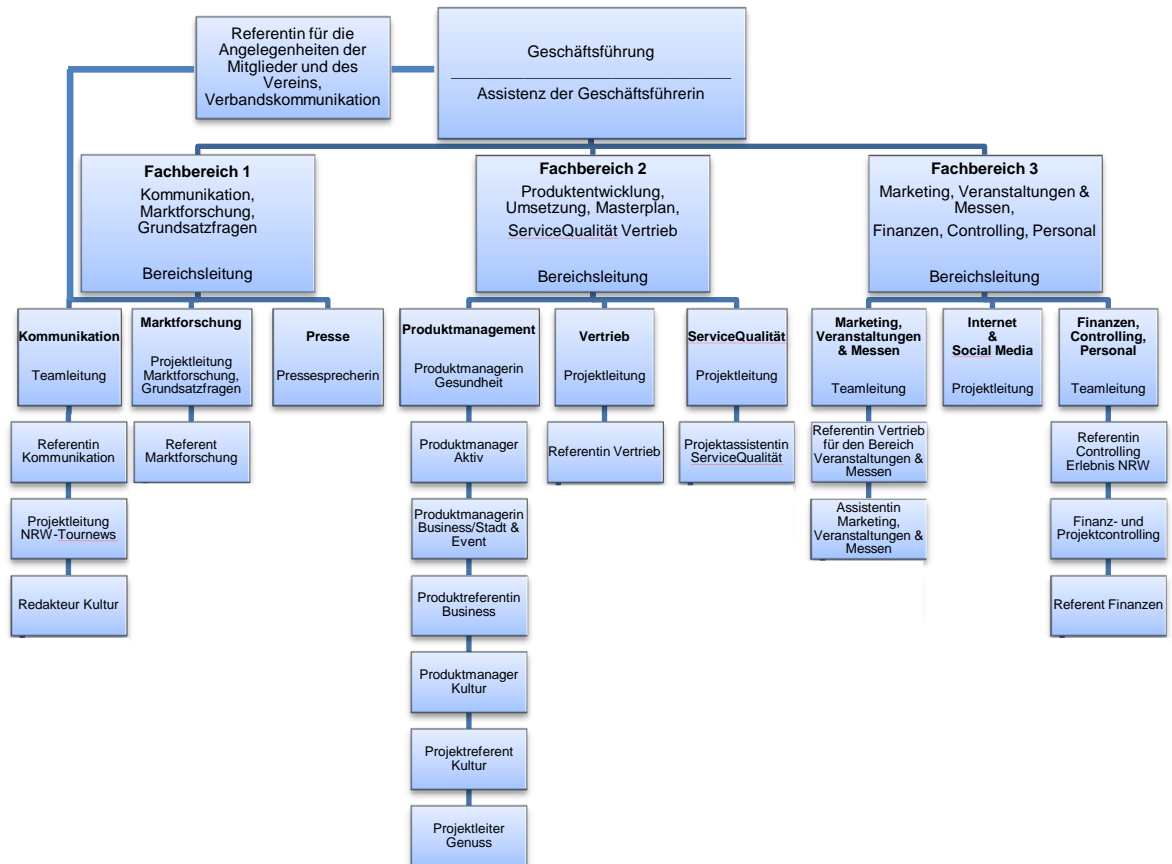 Referentin für die
Angelegenheiten der
Mitglieder und des
Vereins,
Verbandskommunikation
Geschäftsführung
Assistenz der Geschäftsführerin
Fachbereich 1
Kommunikation,
Marktforschung,
Grundsatzfragen
Bereichsleitung
Fachbereich 2
Produktentwicklung,
Umsetzung, Masterplan,
ServiceQualität Vertrieb
Bereichsleitung
Fachbereich 3
Marketing, Veranstaltungen &
Messen,
Finanzen, Controlling, Personal
Bereichsleitung
Kommunikation
Teamleitung
Marktforschung
Projektleitung
Marktforschung,
Grundsatzfragen
Presse
Pressesprecherin
Produktmanagement
Produktmanagerin
Gesundheit
Vertrieb
Projektleitung
ServiceQualität
Projektleitung
Marketing,
Veranstaltungen
& Messen
Teamleitung
Internet
&
Social Media
Projektleitung
Finanzen,
Controlling,
Personal
Teamleitung
Referentin
Kommunikation
Referent
Marktforschung
Produktmanager
Aktiv
Referentin Vertrieb
Projektassistentin
ServiceQualität
Referentin Vertrieb
für den Bereich
Veranstaltungen &
Messen
Referentin
Controlling
Erlebnis NRW
Projektleitung
NRW-Tournews
Produktmanagerin
Business/Stadt &
Event
Assistentin
Marketing,
Veranstaltungen &
Messen
Finanz- und
Projektcontrolling
Redakteur Kultur
Produktreferentin
Business
Referent Finanzen
Produktmanager
Kultur
Projektreferent
Kultur
Projektleiter
Genuss